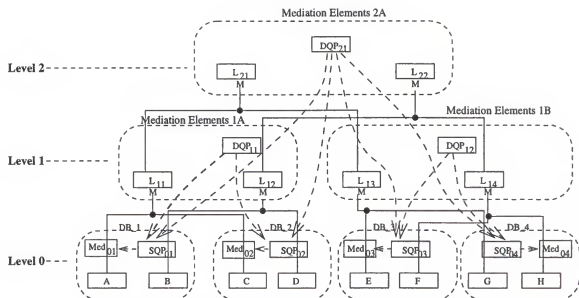 Mediation Elements 2A
DQP21
Level 2
L21
M
L22
M
Mediation Elements 1A
Mediation Elements 1B
DQP11
DQP12
Level 1
L11
M
L12
M
L13
M
L14
M
DB_1
DB_2
DB_
DB_4
Level 0
Med01
SQP01
Med02
SQP02
Med03
SQP03
SQP04
Med04
A
B
C
D
E
F
G
H